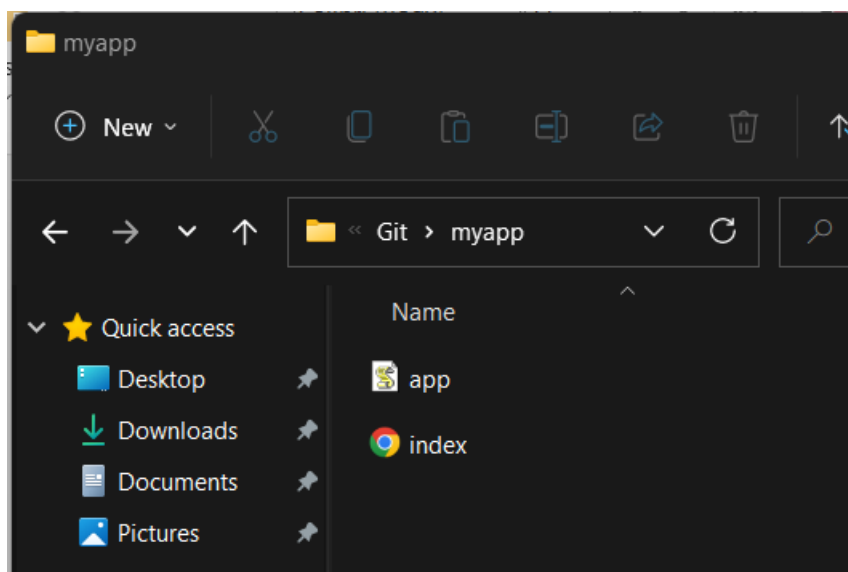 myapp
New
Git › myapp
Name
Quick access
Desktop
Downloads
Documents
Pictures
app
index